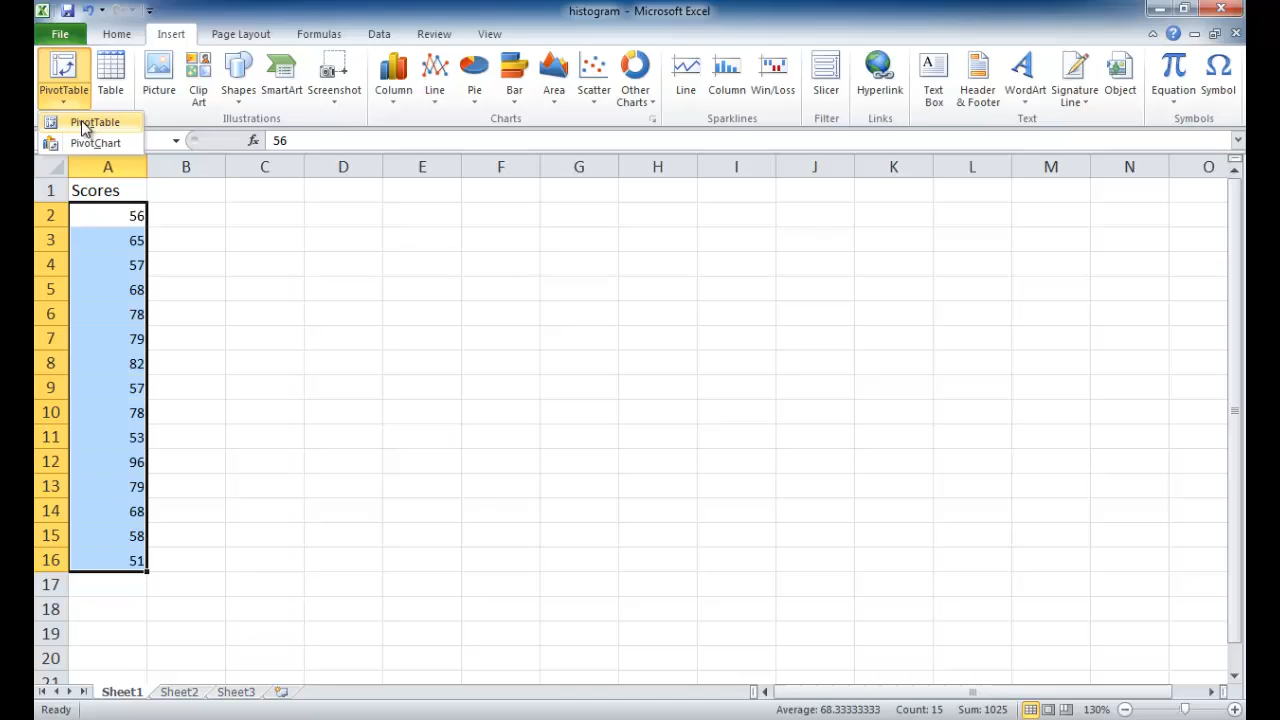 histogram - Microsoft Excel
File Home Insert Page Layout Formulas Data Review View
PivotTable Table Picture Clip Art Shapes SmartArt Screenshot Column Line Pie Bar Area Scatter Other Charts Line Column Win/Loss Slicer Hyperlink Text Box Header & Footer WordArt Signature Line Object Equation Symbol
Illustrations Charts Sparklines Filter Links Text Symbols
PivotTable
PivotChart
fx 56
A B C D E F G H I J K L M N O
1 Scores
2 56
3 65
4 57
5 68
6 78
7 79
8 82
9 57
10 78
11 53
12 96
13 79
14 68
15 58
16 51
17
18
19
20
21
Sheet1 Sheet2 Sheet3
Ready Average: 68.33333333 Count: 15 Sum: 1025 130%